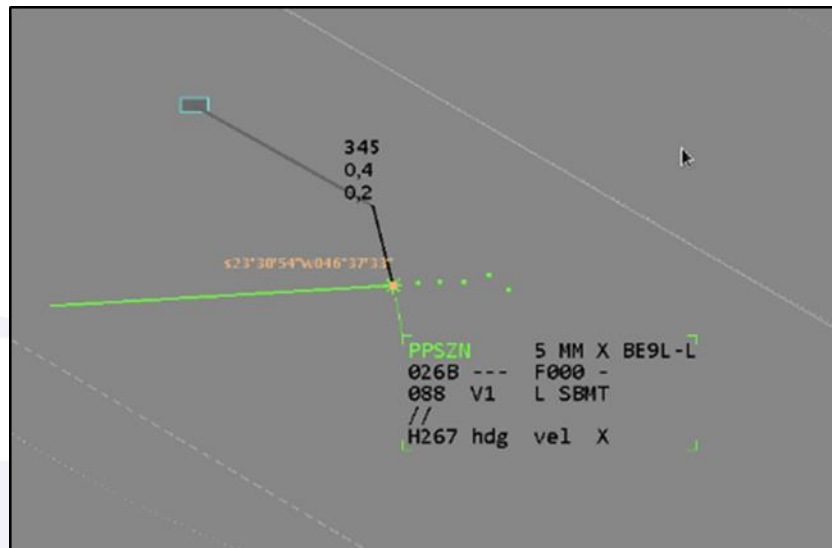 345
0,4
0,2
s23°30'54"W046°37'33"
PPSZN 5 MM X BE9L-L
026B --- F000 -
088 V1 L SBMT
//
H267 hdg vel X